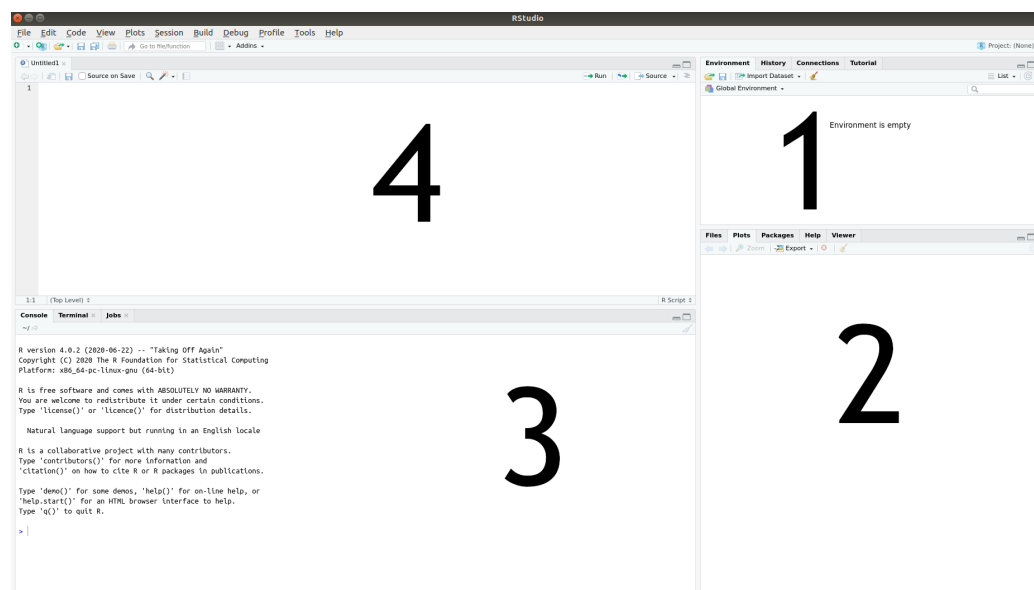 RStudio
File Edit Code View Plots Session Build Debug Profile Tools Help
Go to file/function Addins Project: (None)
Untitled1
Source on Save Run Source
1
4
1:1 (Top Level) R Script
Console Terminal Jobs
~/
R version 4.0.2 (2020-06-22) -- "Taking Off Again"
Copyright (C) 2020 The R Foundation for Statistical Computing
Platform: x86_64-pc-linux-gnu (64-bit)
R is free software and comes with ABSOLUTELY NO WARRANTY.
You are welcome to redistribute it under certain conditions.
Type 'license()' or 'licence()' for distribution details.
Natural language support but running in an English locale
R is a collaborative project with many contributors.
Type 'contributors()' for more information and
'citation()' on how to cite R or R packages in publications.
Type 'demo()' for some demos, 'help()' for on-line help, or
'help.start()' for an HTML browser interface to help.
Type 'q()' to quit R.
>
3
Environment History Connections Tutorial
Import Dataset List
Global Environment
Environment is empty
1
Files Plots Packages Help Viewer
Zoom Export
2